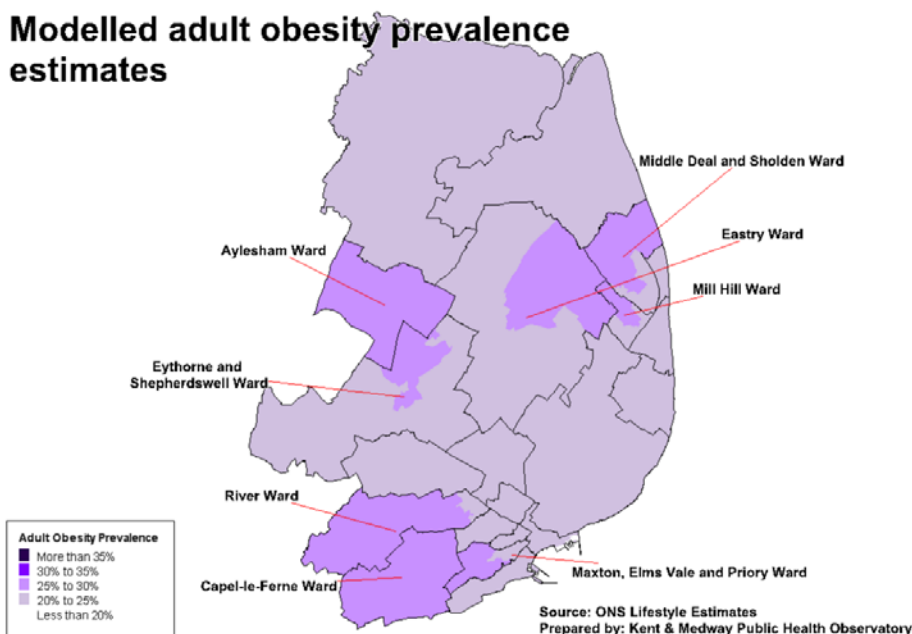 Modelled adult obesity prevalence
estimates
Middle Deal and Sholden Ward
Eastry Ward
Aylesham Ward
Mill Hill Ward
Eythorne and
Shepherdswell Ward
River Ward
Capel-le-Ferne Ward
Maxton, Elms Vale and Priory Ward
Adult Obesity Prevalence
More than 35%
30% to 35%
25% to 30%
20% to 25%
Less than 20%
Source: ONS Lifestyle Estimates
Prepared by: Kent & Medway Public Health Observatory